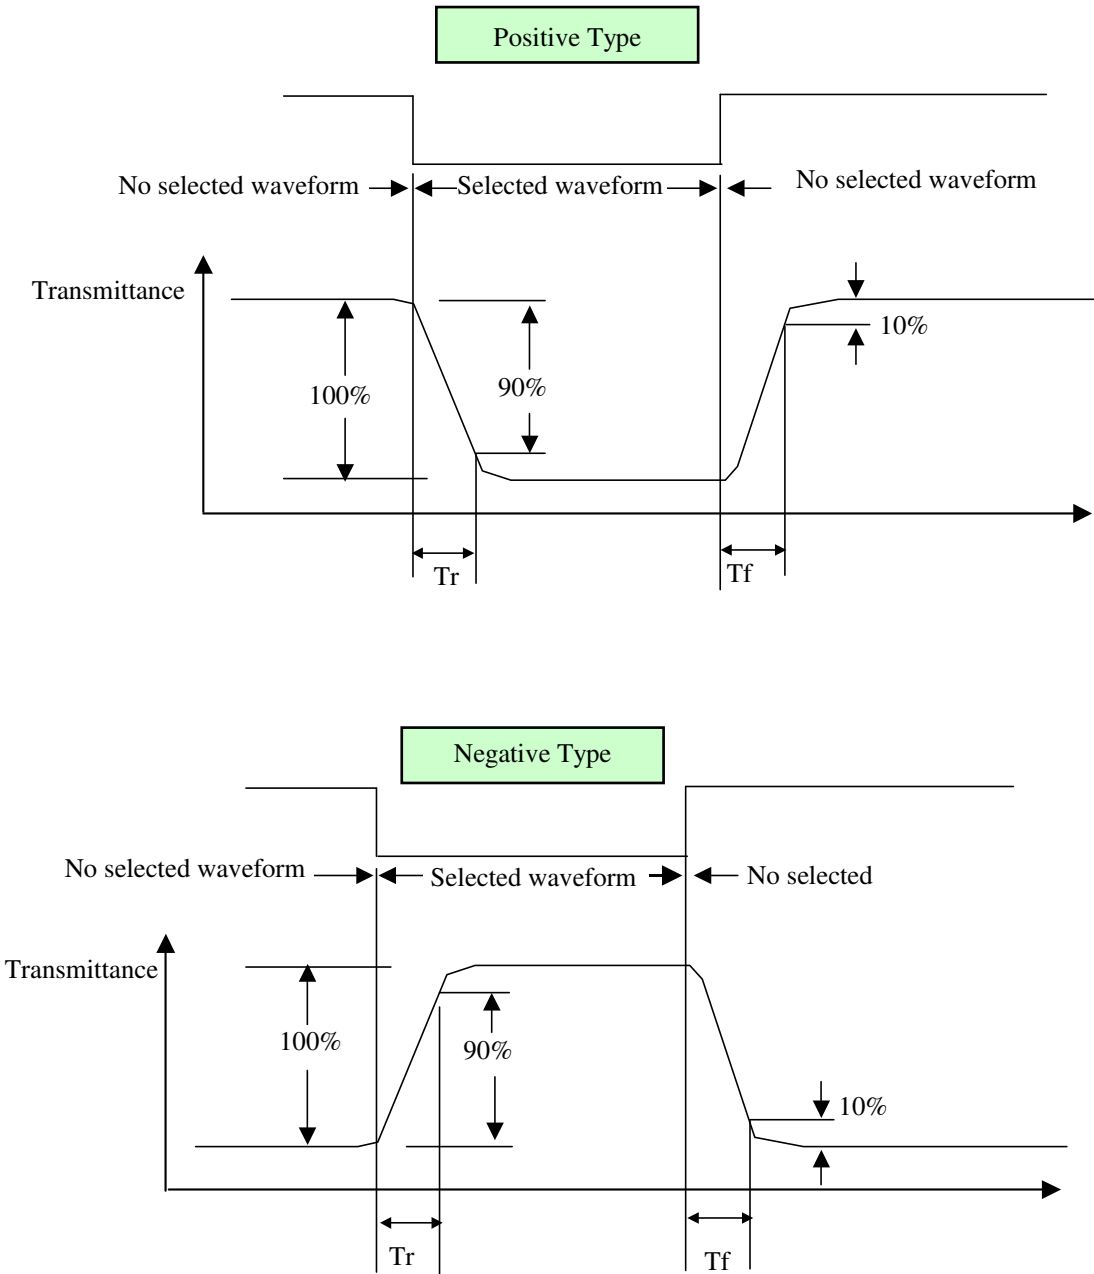 Positive Type
No selected waveform
Selected waveform
No selected waveform
Transmittance
10%
100%
90%
Tr
Tf
Negative Type
No selected waveform
Selected waveform
No selected
Transmittance
100%
90%
10%
Tr
Tf